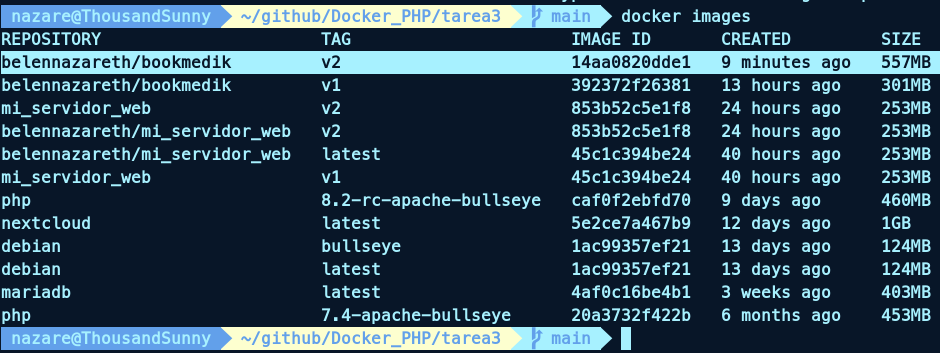 nazare@ThousandSunny ~/github/Docker_PHP/tarea3 main docker images
REPOSITORY TAG IMAGE ID CREATED SIZE
belennazareth/bookmedik v2 14aa0820dde1 9 minutes ago 557MB
belennazareth/bookmedik v1 392372f26381 13 hours ago 301MB
mi_servidor_web v2 853b52c5e1f8 24 hours ago 253MB
belennazareth/mi_servidor_web v2 853b52c5e1f8 24 hours ago 253MB
belennazareth/mi_servidor_web latest 45c1c394be24 40 hours ago 253MB
mi_servidor_web v1 45c1c394be24 40 hours ago 253MB
php 8.2-rc-apache-bullseye caf0f2ebfd70 9 days ago 460MB
nextcloud latest 5e2ce7a467b9 12 days ago 1GB
debian bullseye 1ac99357ef21 13 days ago 124MB
debian latest 1ac99357ef21 13 days ago 124MB
mariadb latest 4af0c16be4b1 3 weeks ago 403MB
php 7.4-apache-bullseye 20a3732f422b 6 months ago 453MB
nazare@ThousandSunny ~/github/Docker_PHP/tarea3 main